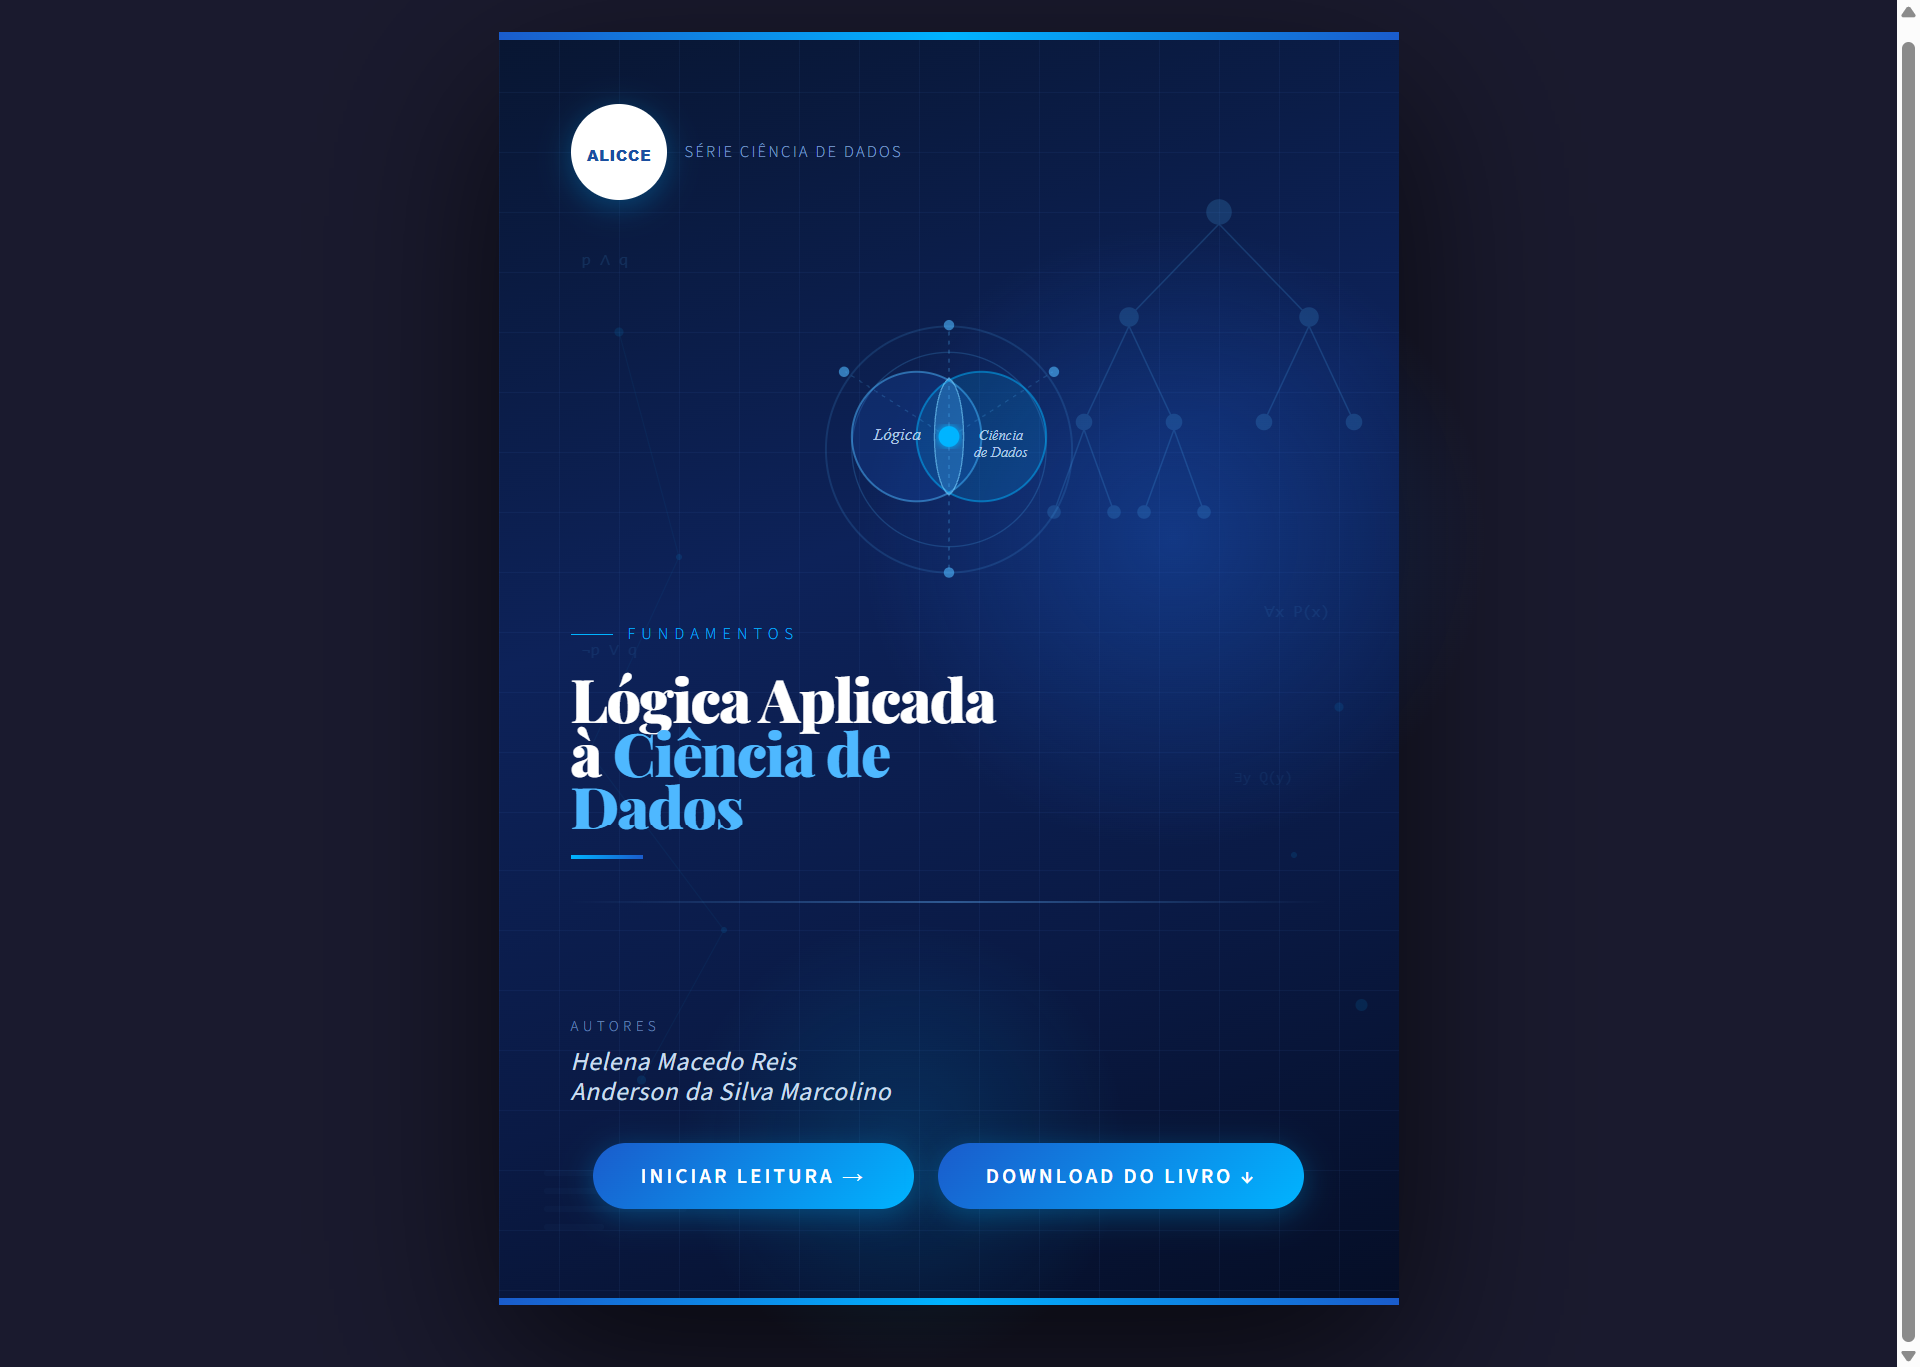 ALICCE
SÉRIE CIÊNCIA DE DADOS
p ∧ q
Lógica
Ciência
de Dados
∀x P(x)
FUNDAMENTOS
¬p ∨ q
Lógica Aplicada
à Ciência de
Dados
∃y Q(y)
AUTORES
Helena Macedo Reis
Anderson da Silva Marcolino
INICIAR LEITURA →
DOWNLOAD DO LIVRO ↓